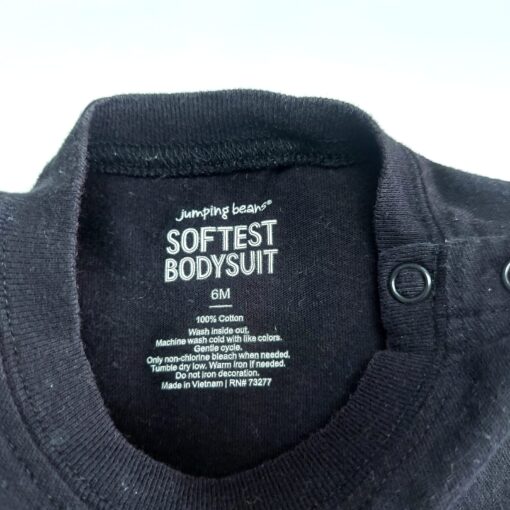 jumping beans®
SOFTEST
BODYSUIT
6M
100% Cotton
Wash inside out.
Machine wash cold with like colors.
Gentle cycle.
Only non-chlorine bleach when needed.
Tumble dry low. Warm iron if needed.
Do not iron decoration.
Made in Vietnam | RN# 73277